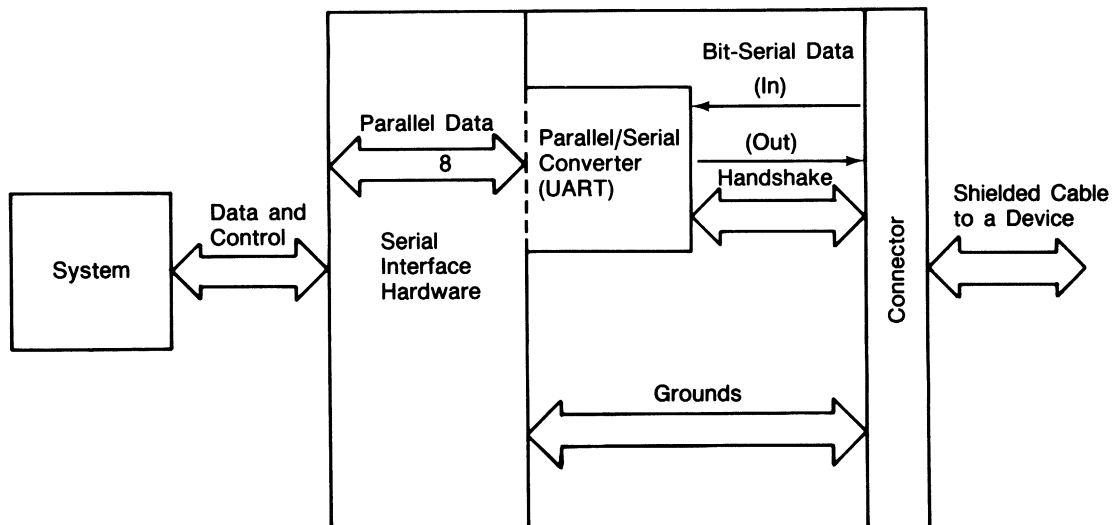 System
Data and
Control
Parallel Data
8
Serial
Interface
Hardware
Parallel/Serial
Converter
(UART)
Bit-Serial Data
(In)
(Out)
Handshake
Grounds
Connector
Shielded Cable
to a Device